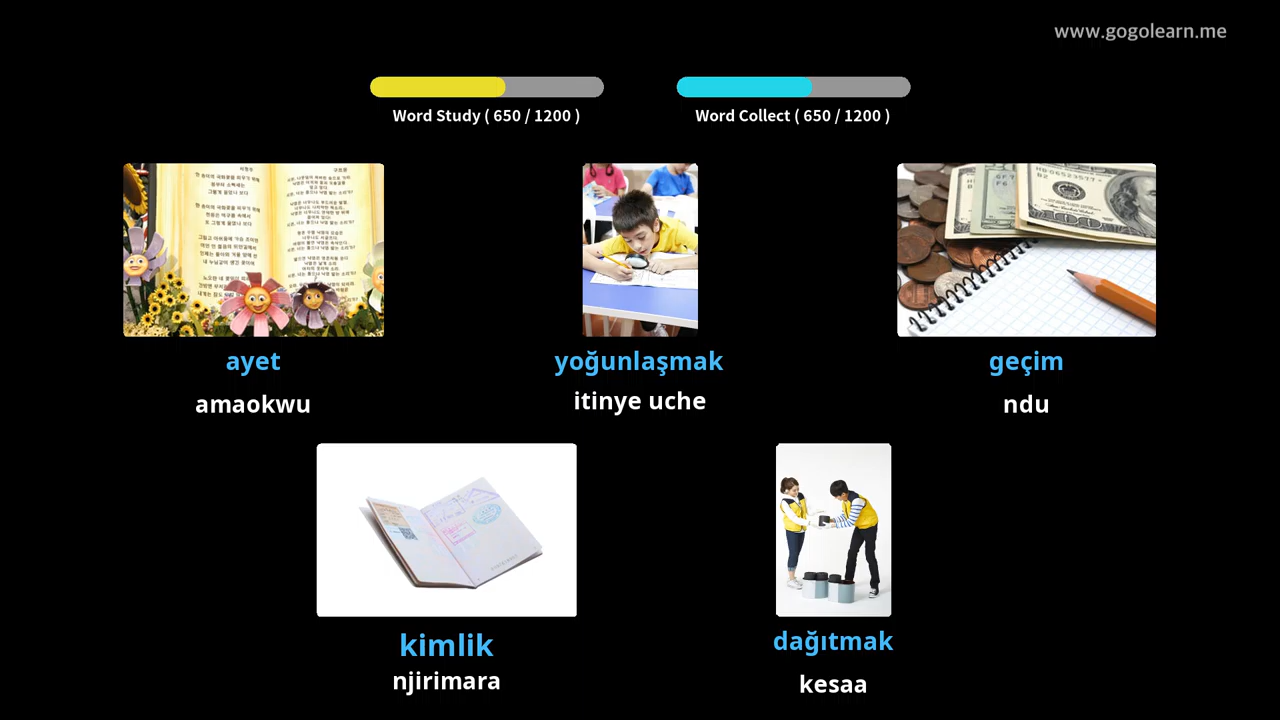 www.gogolearn.me
Word Study ( 650 / 1200 )
Word Collect ( 650 / 1200 )
ayet
yoğunlaşmak
geçim
amaokwu
itinye uche
ndu
kimlik
dağıtmak
njirimara
kesaa